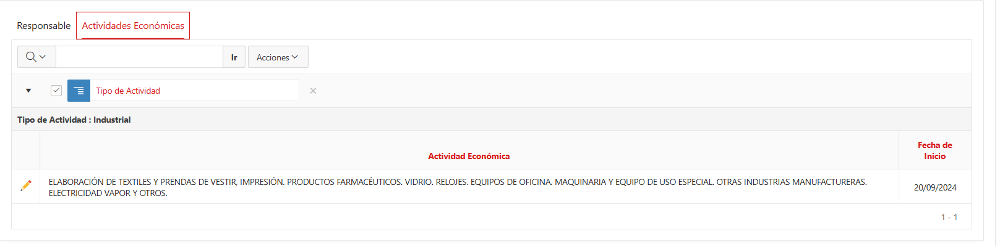 Responsable Actividades Económicas
Ir Acciones
Tipo de Actividad
Tipo de Actividad : Industrial
Actividad Económica
Fecha de
Inicio
ELABORACIÓN DE TEXTILES Y PRENDAS DE VESTIR, IMPRESIÓN. PRODUCTOS FARMACÉUTICOS. VIDRIO. RELOJES. EQUIPOS DE OFICINA. MAQUINARIA Y EQUIPO DE USO ESPECIAL. OTRAS INDUSTRIAS MANUFACTURERAS.
ELECTRICIDAD VAPOR Y OTROS.
20/09/2024
1 - 1